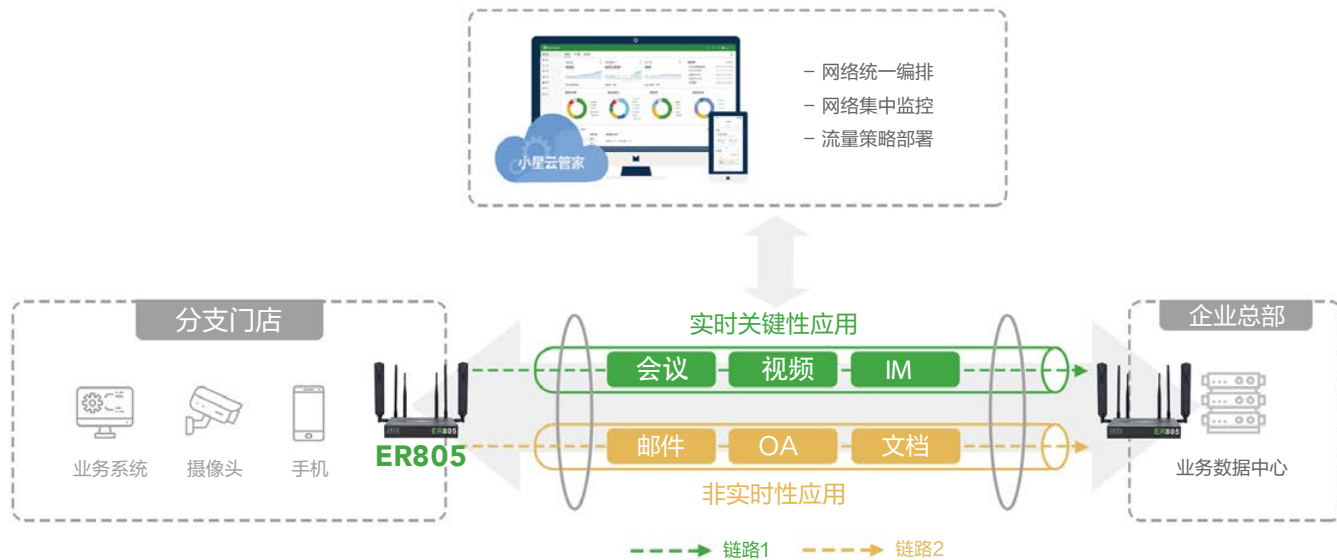 - 网络统一编排
- 网络集中监控
- 流量策略部署
小星云管家
分支门店
实时关键性应用
企业总部
会议
视频
IM
ER805
ER805
业务系统
摄像头
手机
ER805
邮件
OA
文档
业务数据中心
非实时性应用
链路1
链路2